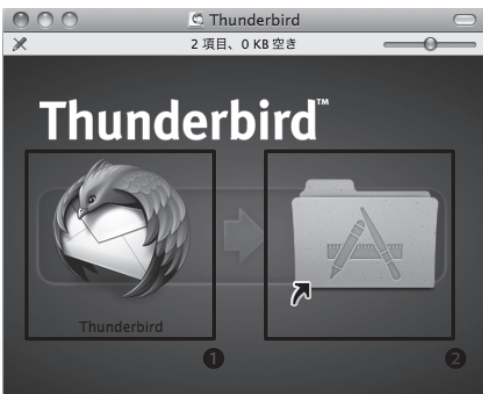 Thunderbird
2 項目、0 KB 空き
Thunderbird™
Thunderbird
❶
❷